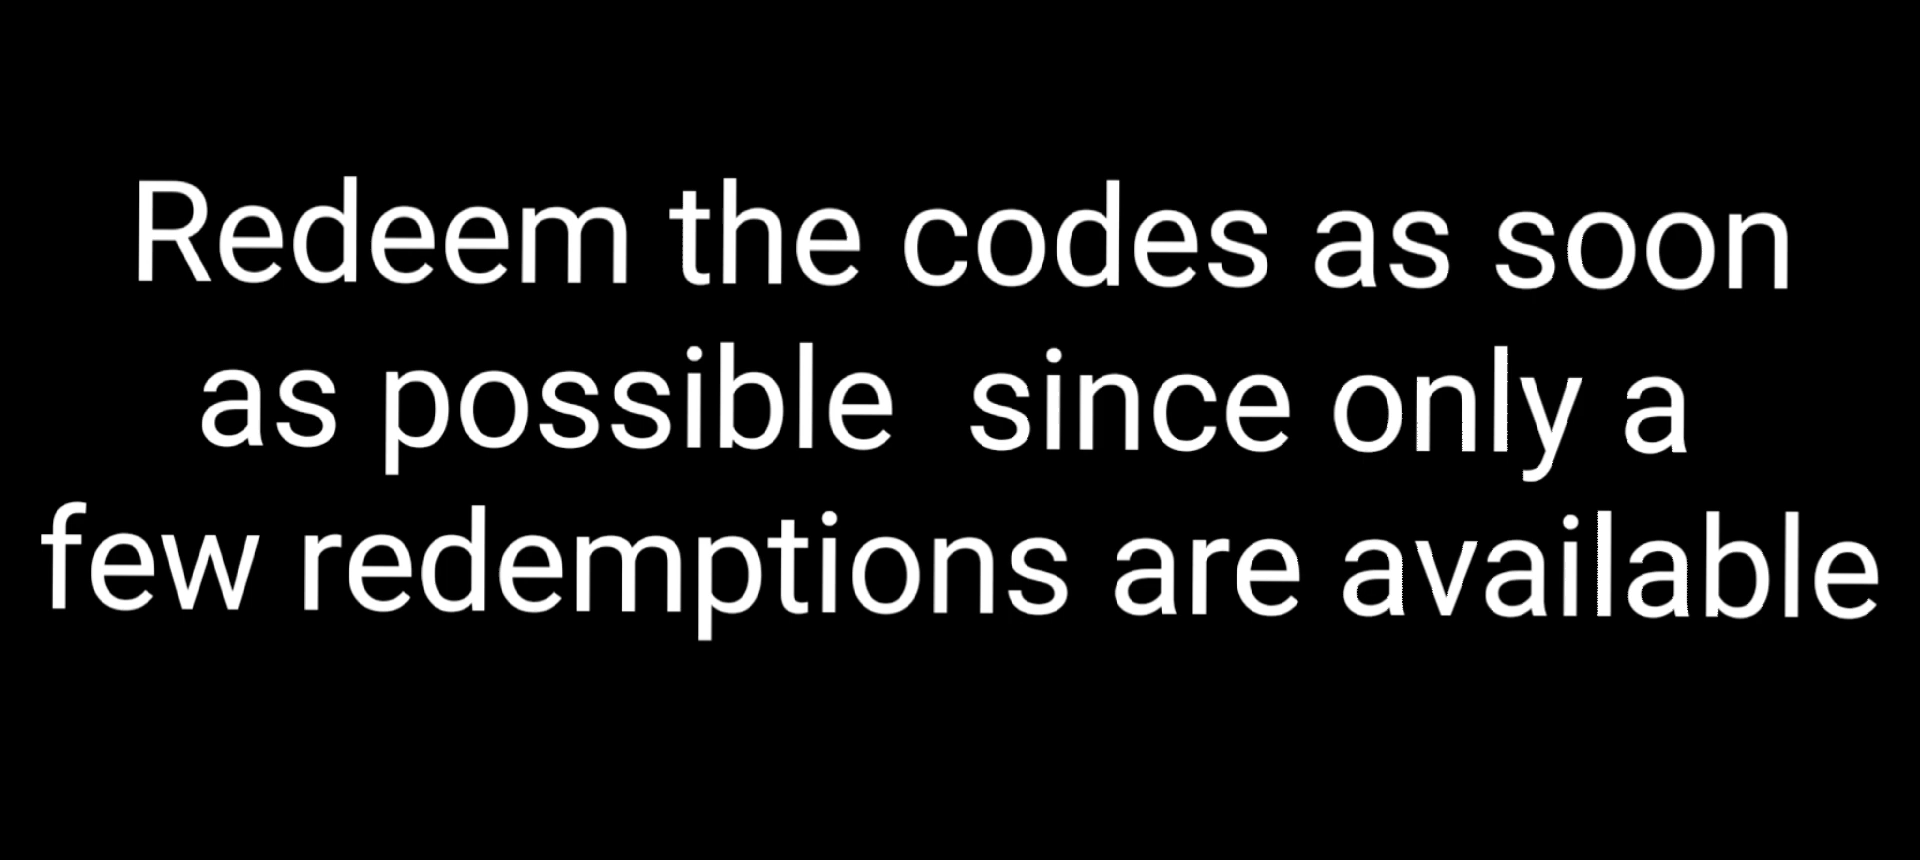 Redeem the codes as soon
as possible  since only a
few redemptions are available